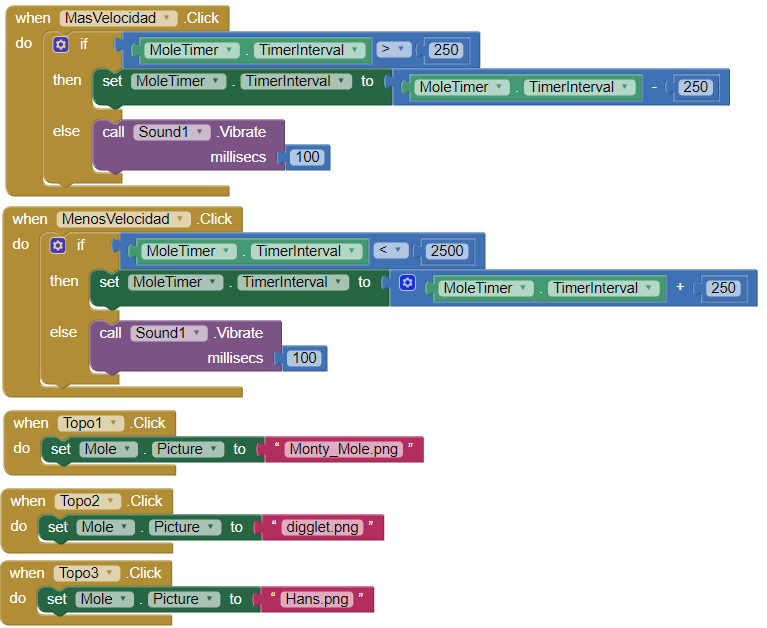 when MasVelocidad .Click
do if MoleTimer . TimerInterval > 250
then set MoleTimer . TimerInterval to MoleTimer . TimerInterval - 250
else call Sound1 .Vibrate
millisecs 100
when MenosVelocidad .Click
do if MoleTimer . TimerInterval < 2500
then set MoleTimer . TimerInterval to MoleTimer . TimerInterval + 250
else call Sound1 .Vibrate
millisecs 100
when Topo1 .Click
do set Mole . Picture to “ Monty_Mole.png ”
when Topo2 .Click
do set Mole . Picture to “ digglet.png ”
when Topo3 .Click
do set Mole . Picture to “ Hans.png ”